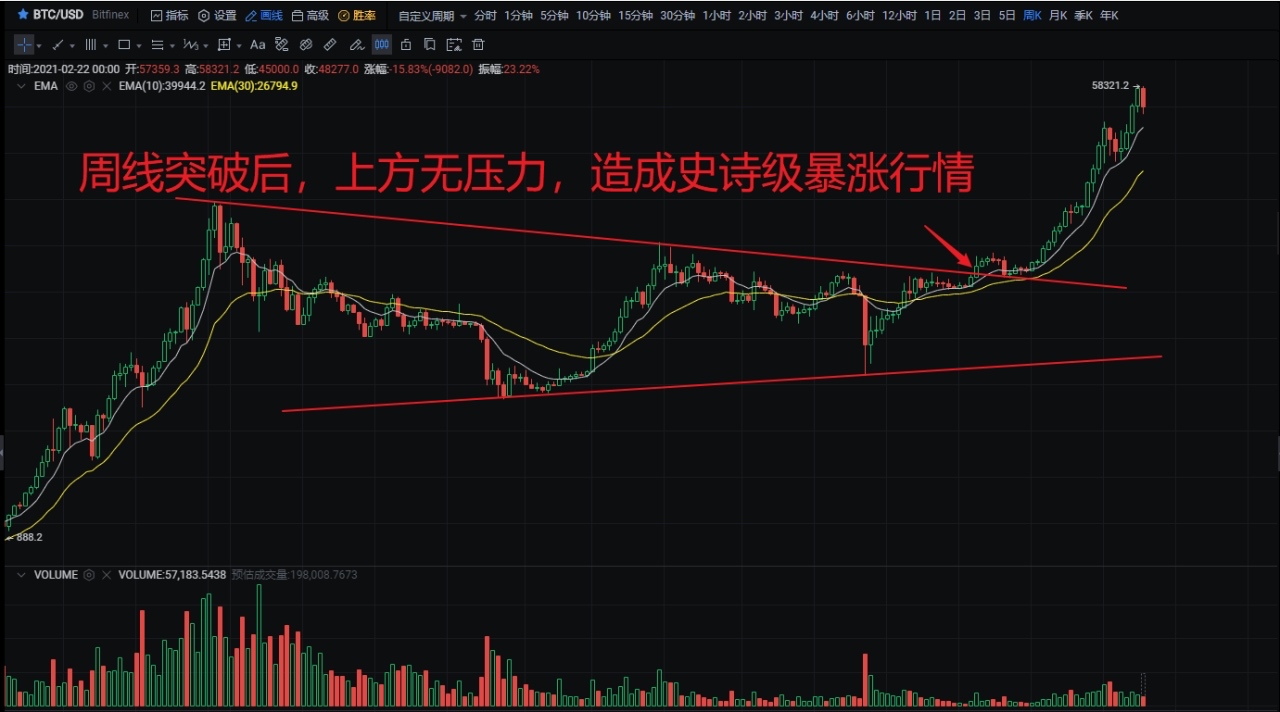 BTC/USD Bitfinex 指标 设置 画线 高级 胜率 自定义周期 分时 1分钟 5分钟 10分钟 15分钟 30分钟 1小时 2小时 3小时 4小时 6小时 12小时 1日 2日 3日 5日 周K 月K 季K 年K
Aa
时间:2021-02-22 00:00 开:57359.3 高:58321.2 低:45000.0 收:48277.0 涨幅:-15.83%(-9082.0) 振幅:23.22%
EMA EMA(10):39944.2 EMA(30):26794.9
58321.2
周线突破后，上方无压力，造成史诗级暴涨行情
888.2
VOLUME VOLUME:57,183.5438 预估成交量:198,008.7673